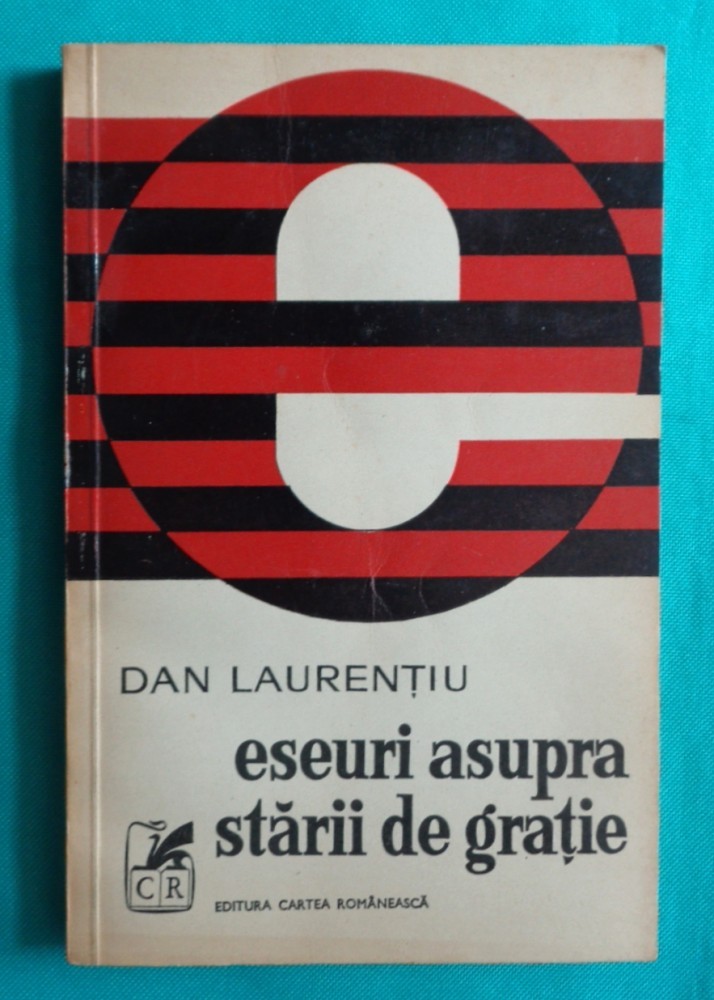 e
DAN LAURENȚIU
eseuri asupra
stării de grație
CR
EDITURA CARTEA ROMÂNEASCĂ